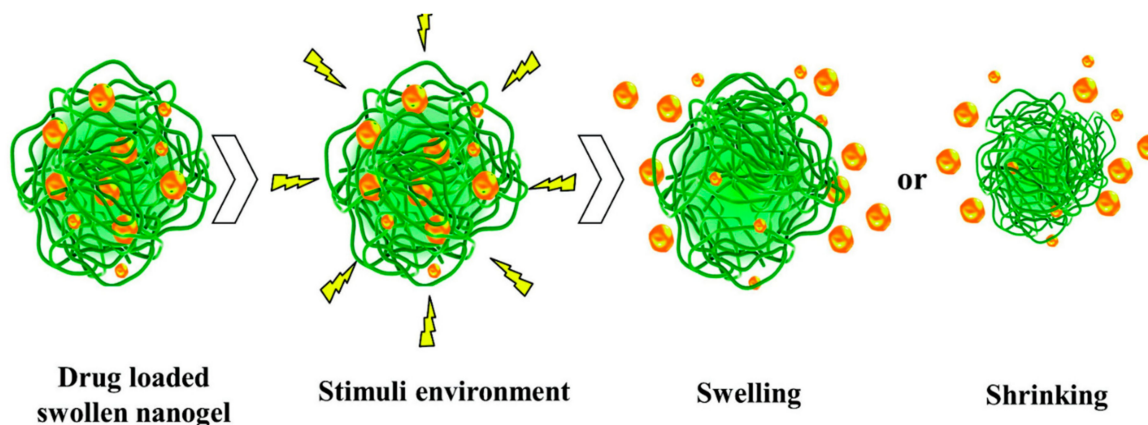 or
Drug loaded
swollen nanogel
Stimuli environment
Swelling
Shrinking